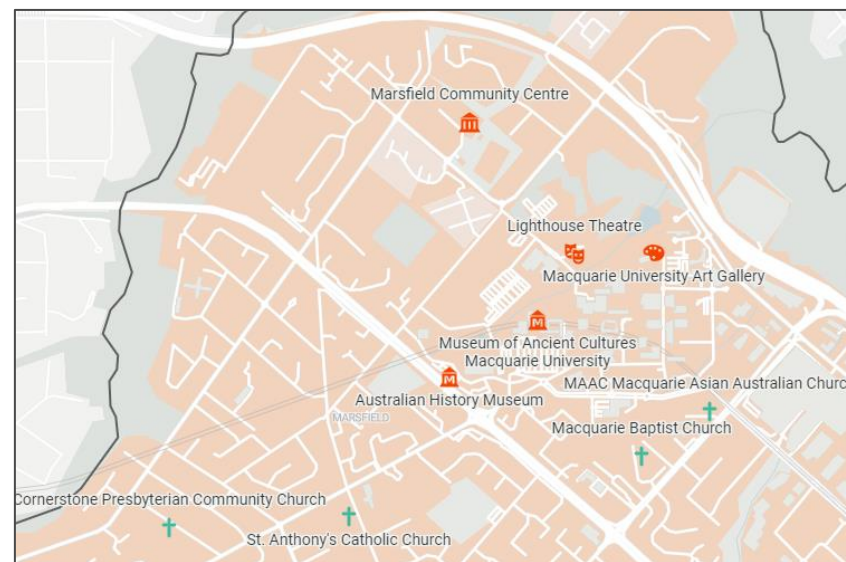 Marsfield Community Centre
Lighthouse Theatre
Macquarie University Art Gallery
Museum of Ancient Cultures
Macquarie University
MAAC Macquarie Asian Australian Churc
Australian History Museum
MARSFIELD
Macquarie Baptist Church
Cornerstone Presbyterian Community Church
St. Anthony's Catholic Church